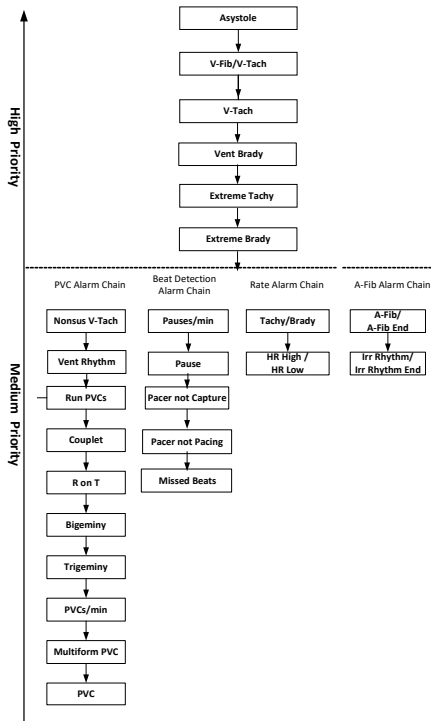 Asystole
V-Fib/V-Tach
V-Tach
Vent Brady
Extreme Tachy
Extreme Brady
High Priority
PVC Alarm Chain
Beat Detection
Alarm Chain
Rate Alarm Chain
A-Fib Alarm Chain
Medium Priority
Nonsus V-Tach
Vent Rhythm
Run PVCs
Couplet
R on T
Bigeminy
Trigeminy
PVCs/min
Multiform PVC
PVC
Pauses/min
Pause
Pacer not Capture
Pacer not Pacing
Missed Beats
Tachy/Brady
HR High /
HR Low
A-Fib/
A-Fib End
Irr Rhythm/
Irr Rhythm End